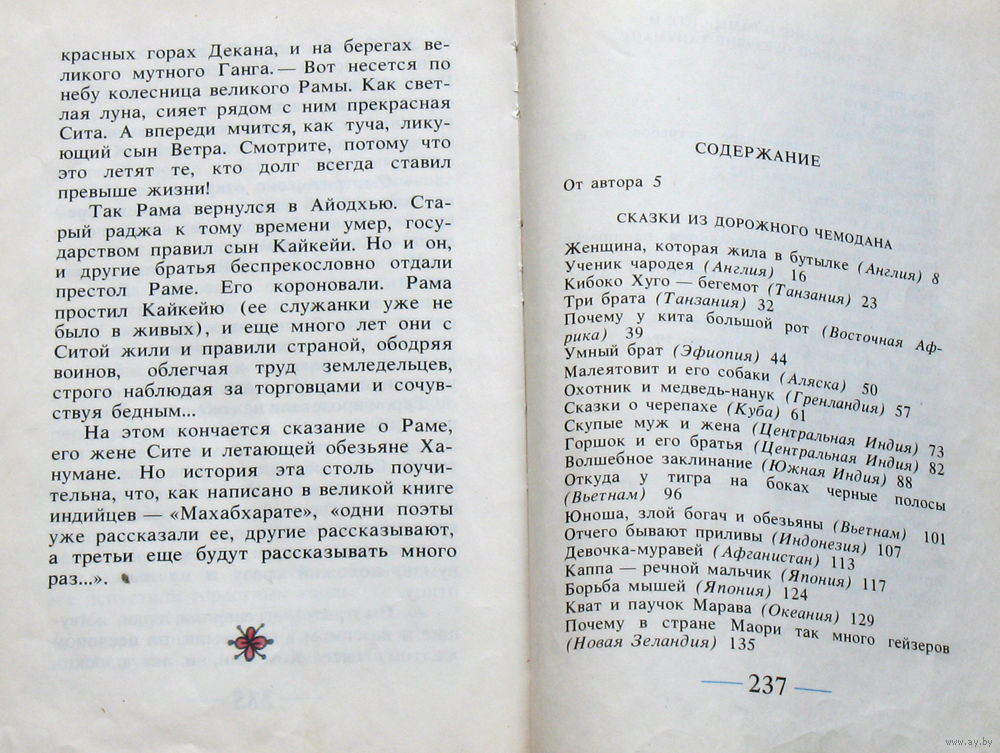 красных горах Декана, и на берегах ве-
ликого мутного Ганга. — Вот несется по
небу колесница великого Рамы. Как свет-
лая луна, сияет рядом с ним прекрасная
Сита. А впереди мчится, как туча, лику-
ющий сын Ветра. Смотрите, потому что
это летят те, кто долг всегда ставил
превыше жизни!
Так Рама вернулся в Айодхью. Ста-
рый раджа к тому времени умер, госу-
дарством правил сын Кайкейи. Но и он,
и другие братья беспрекословно отдали
престол Раме. Его короновали. Рама
простил Кайкейю (ее служанки уже не
было в живых), и еще много лет они с
Ситой жили и правили страной, ободряя
воинов, облегчая труд земледельцев,
строго наблюдая за торговцами и сочув-
ствуя бедным...
На этом кончается сказание о Раме,
его жене Сите и летающей обезьяне Ха-
нумане. Но история эта столь поучи-
тельна, что, как написано в великой книге
индийцев — «Махабхарате», «одни поэты
уже рассказали ее, другие рассказывают,
а третьи еще будут рассказывать много
раз...».
СОДЕРЖАНИЕ
От автора 5
СКАЗКИ ИЗ ДОРОЖНОГО ЧЕМОДАНА
Женщина, которая жила в бутылке (Англия) 8
Ученик чародея (Англия) 16
Кибоко Хуго — бегемот (Танзания) 23
Три брата (Танзания) 32
Почему у кита большой рот (Восточная Аф-
рика) 39
Умный брат (Эфиопия) 44
Малеятовит и его собаки (Аляска) 50
Охотник и медведь-нанук (Гренландия) 57
Сказки о черепахе (Куба) 61
Скупые муж и жена (Центральная Индия) 73
Горшок и его братья (Центральная Индия) 82
Волшебное заклинание (Южная Индия) 88
Откуда у тигра на боках черные полосы
(Вьетнам) 96
Юноша, злой богач и обезьяны (Вьетнам) 101
Отчего бывают приливы (Индонезия) 107
Девочка-муравей (Афганистан) 113
Каппа — речной мальчик (Япония) 117
Борьба мышей (Япония) 124
Кват и паучок Марава (Океания) 129
Почему в стране Маори так много гейзеров
(Новая Зеландия) 135
237
www.ay.by